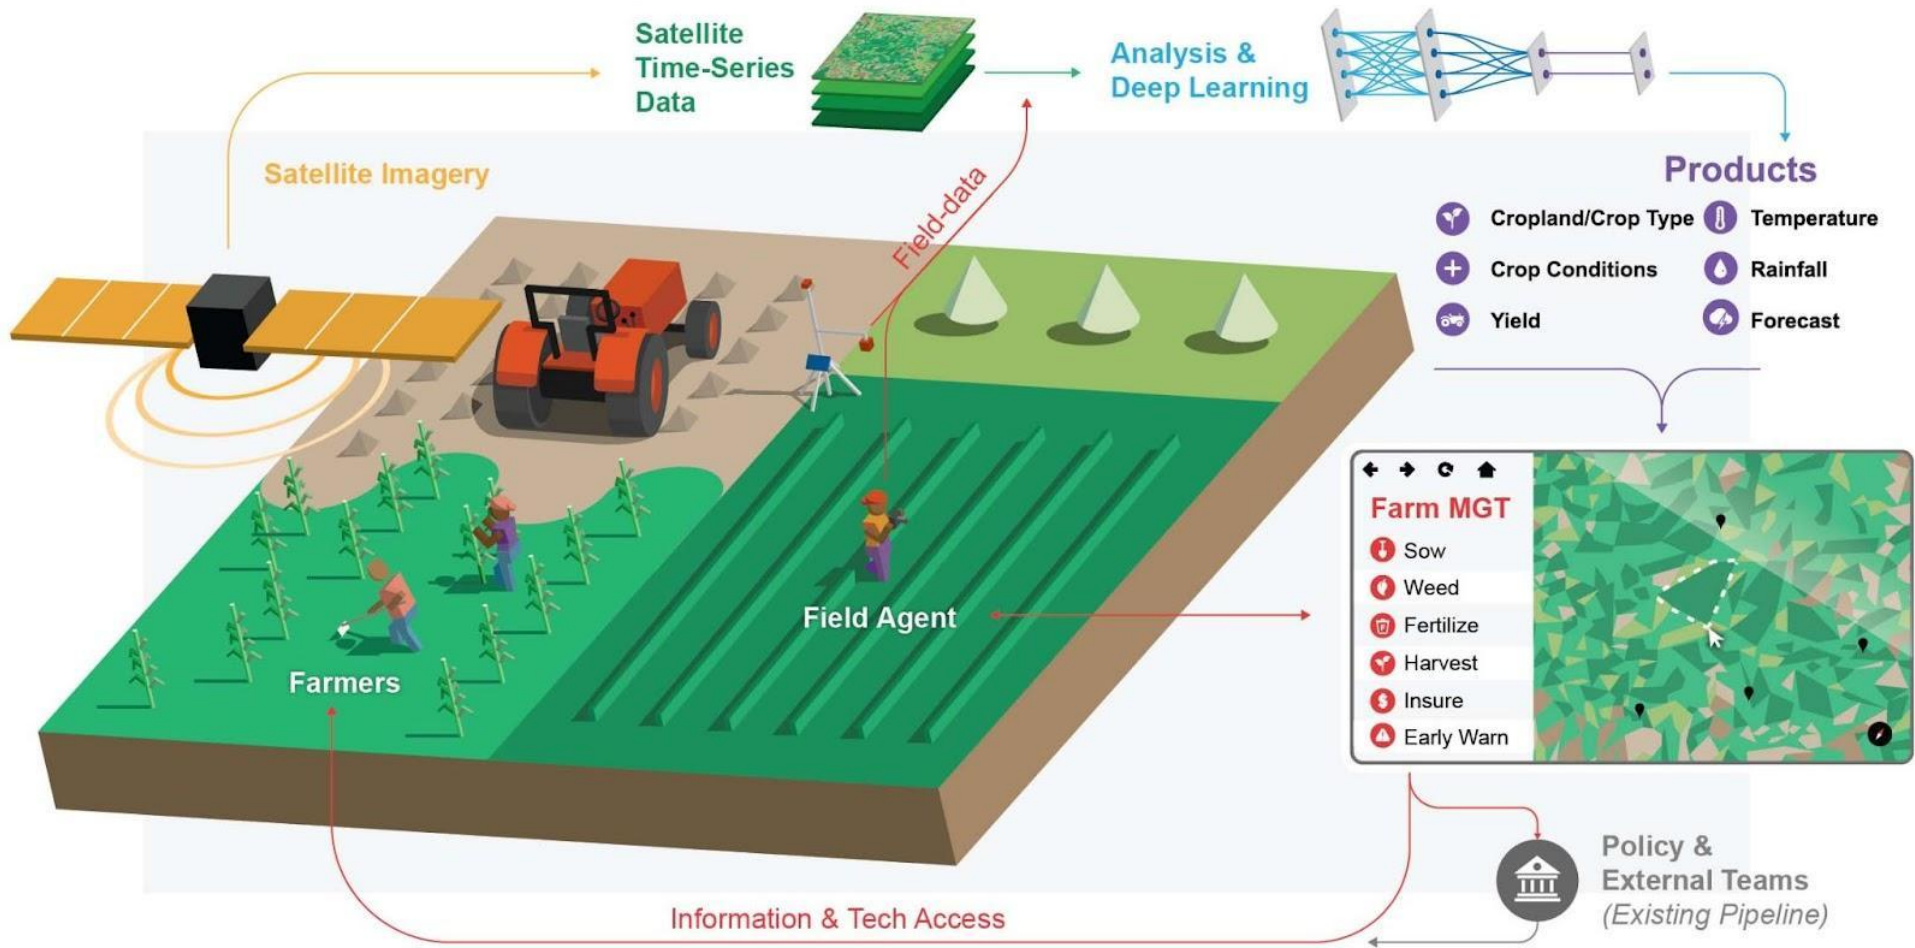 Satellite
Time-Series
Data
Analysis &
Deep Learning
Satellite Imagery
Field-data
Products
Cropland/Crop Type
Temperature
Crop Conditions
Rainfall
Yield
Forecast
Farm MGT
Sow
Weed
Fertilize
Harvest
Insure
Early Warn
Field Agent
Farmers
Policy &
External Teams
(Existing Pipeline)
Information & Tech Access